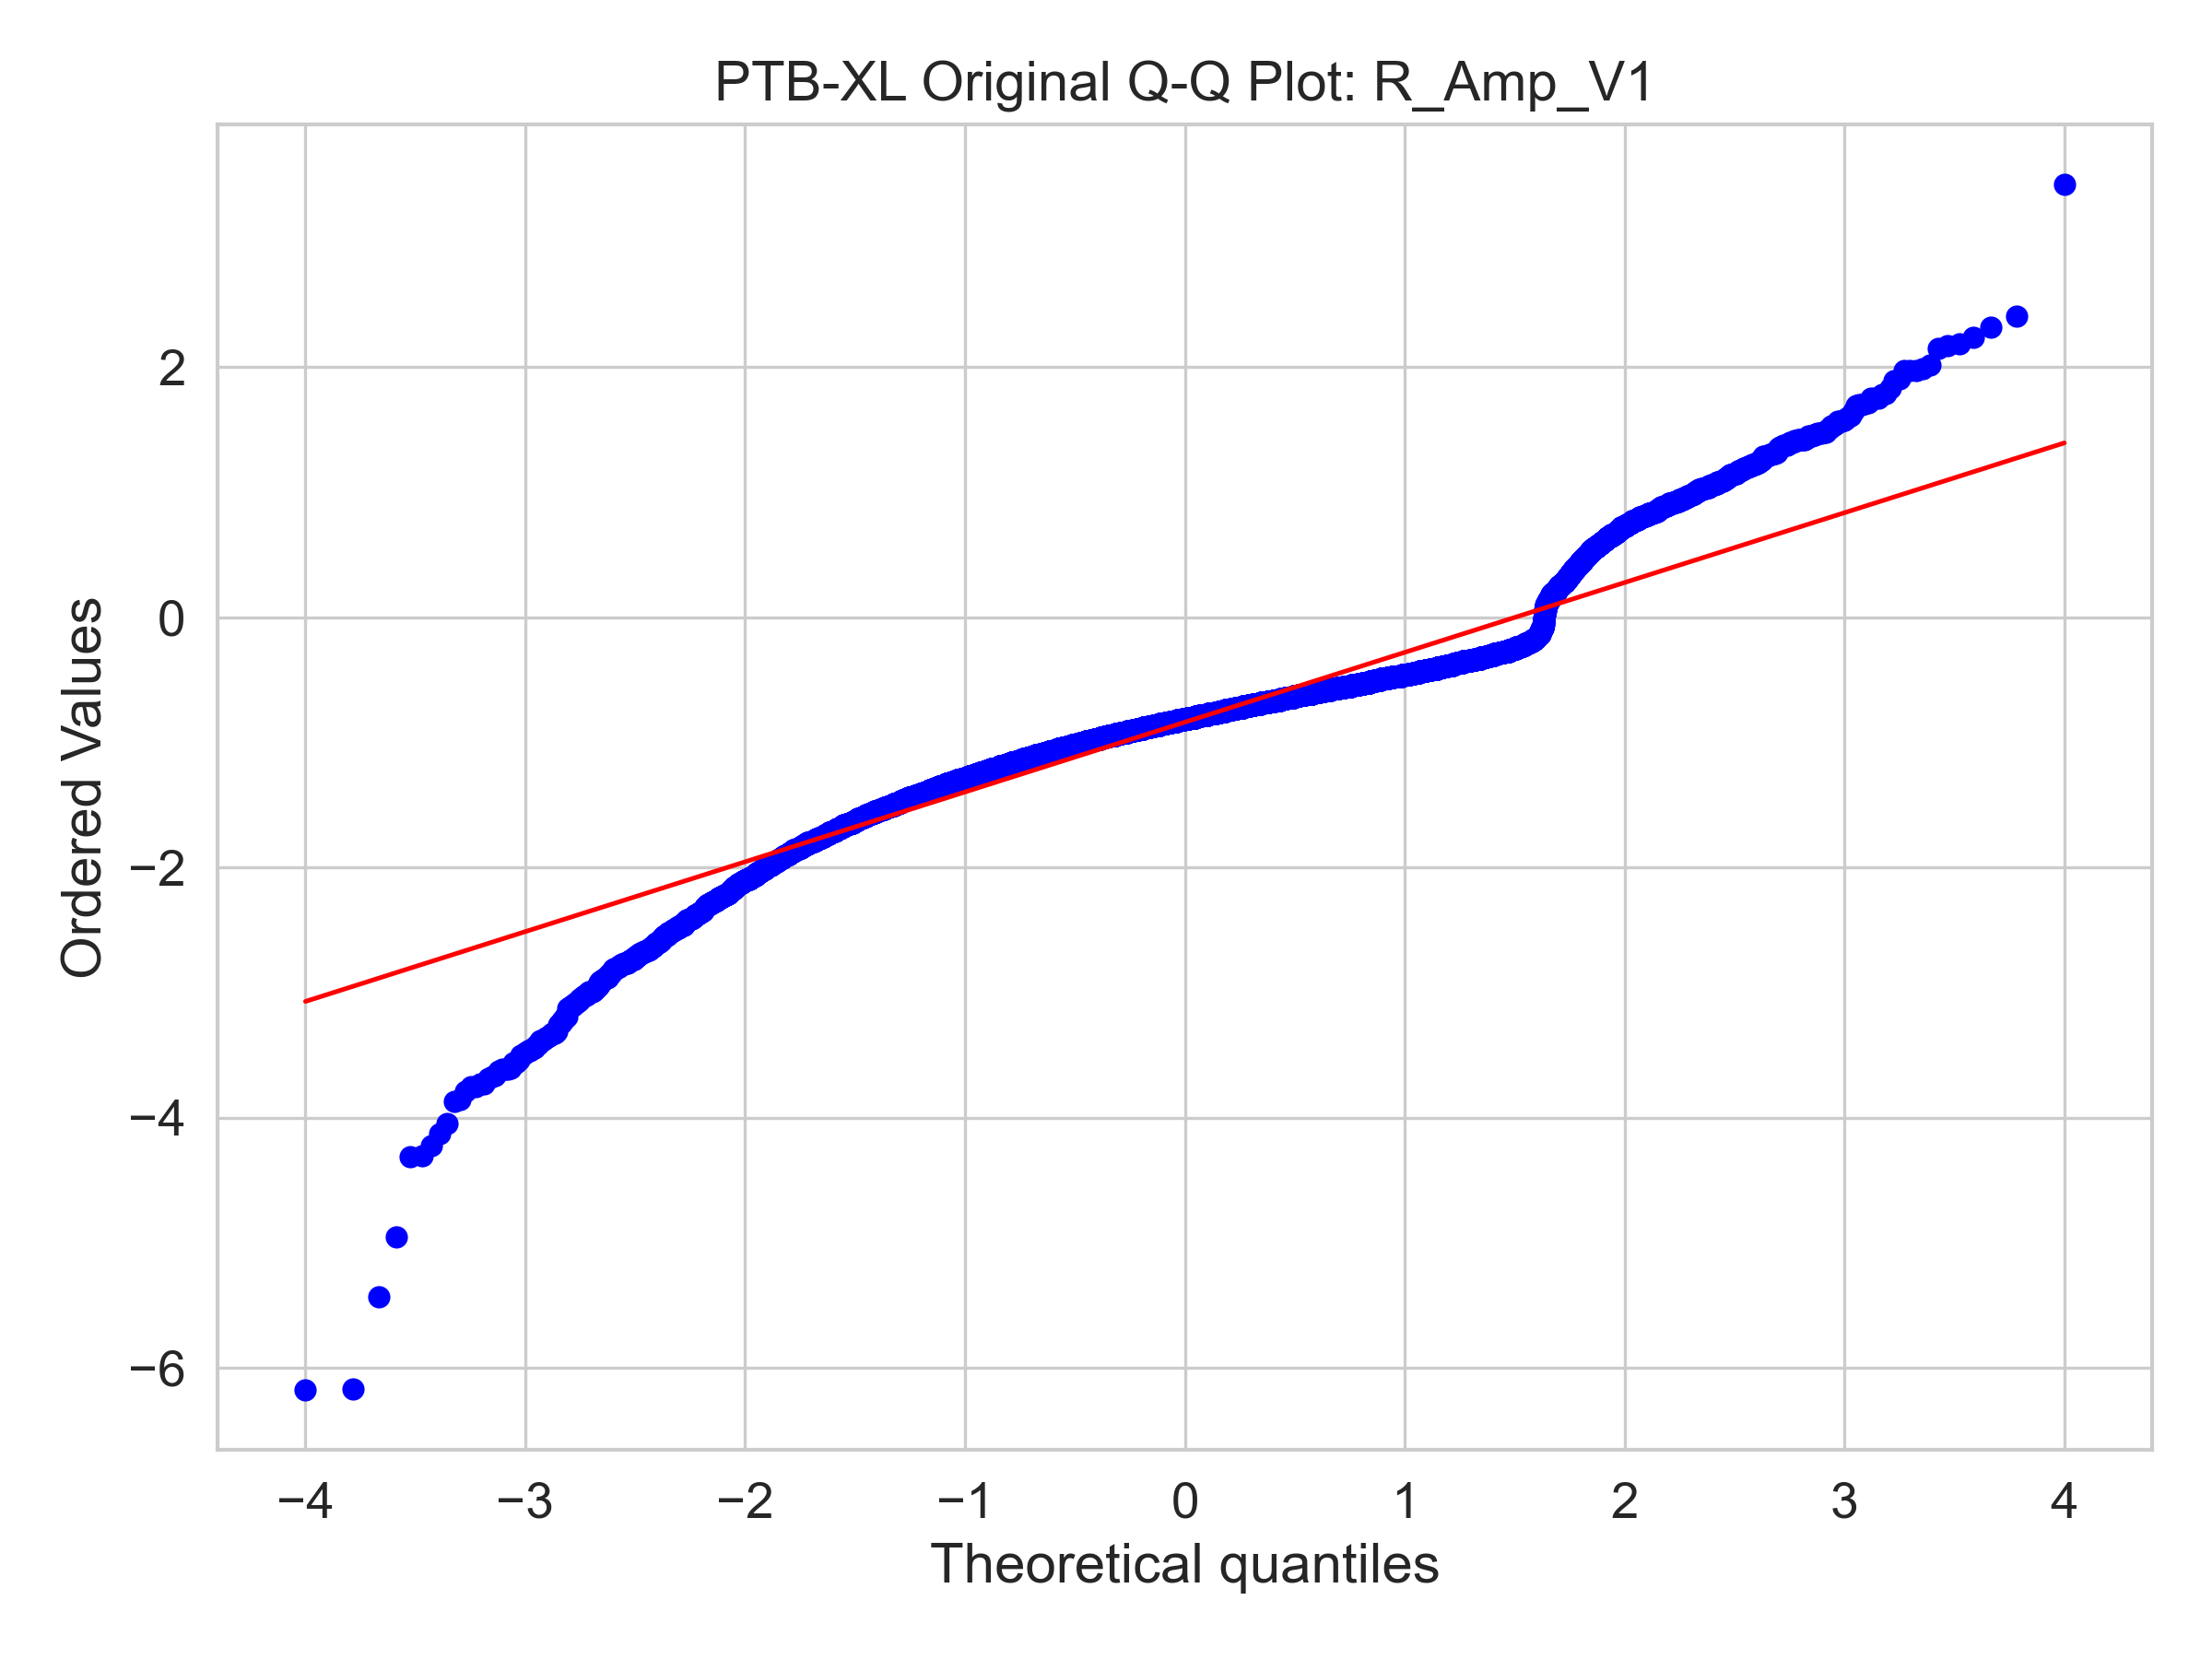 PTB-XL Original Q-Q Plot: R_Amp_V1
Ordered Values
2
0
−2
−4
−6
−4 −3 −2 −1 0 1 2 3 4
Theoretical quantiles